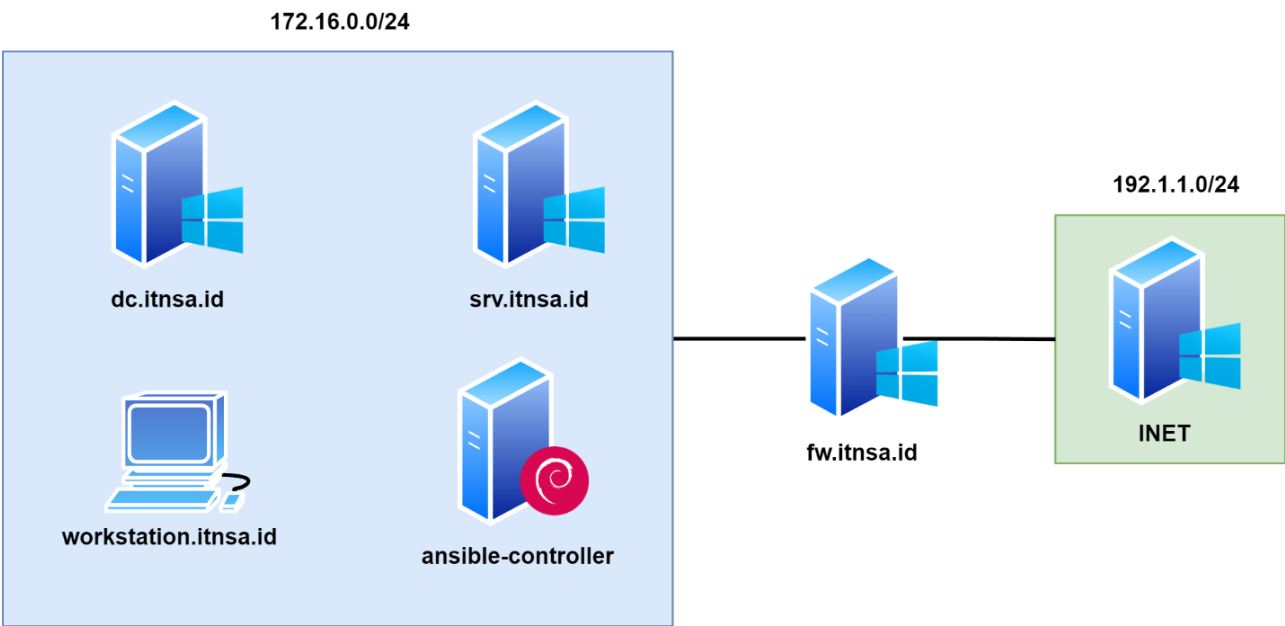 172.16.0.0/24
192.1.1.0/24
dc.itnsa.id
srv.itnsa.id
INET
fw.itnsa.id
workstation.itnsa.id
ansible-controller